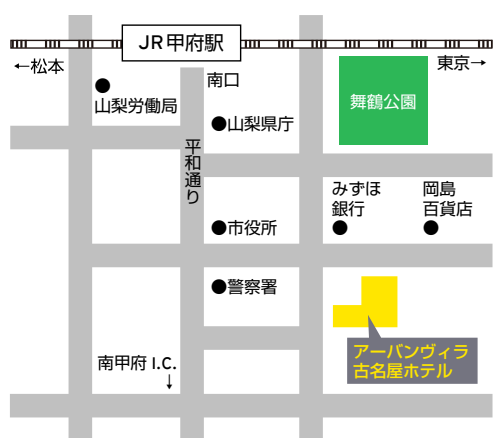 JR甲府駅
←松本
東京→
南口
山梨労働局
山梨県庁
舞鶴公園
平和通り
みずほ
銀行
岡島
百貨店
市役所
警察署
アーバンヴィラ
古名屋ホテル
南甲府 I.C.
↓